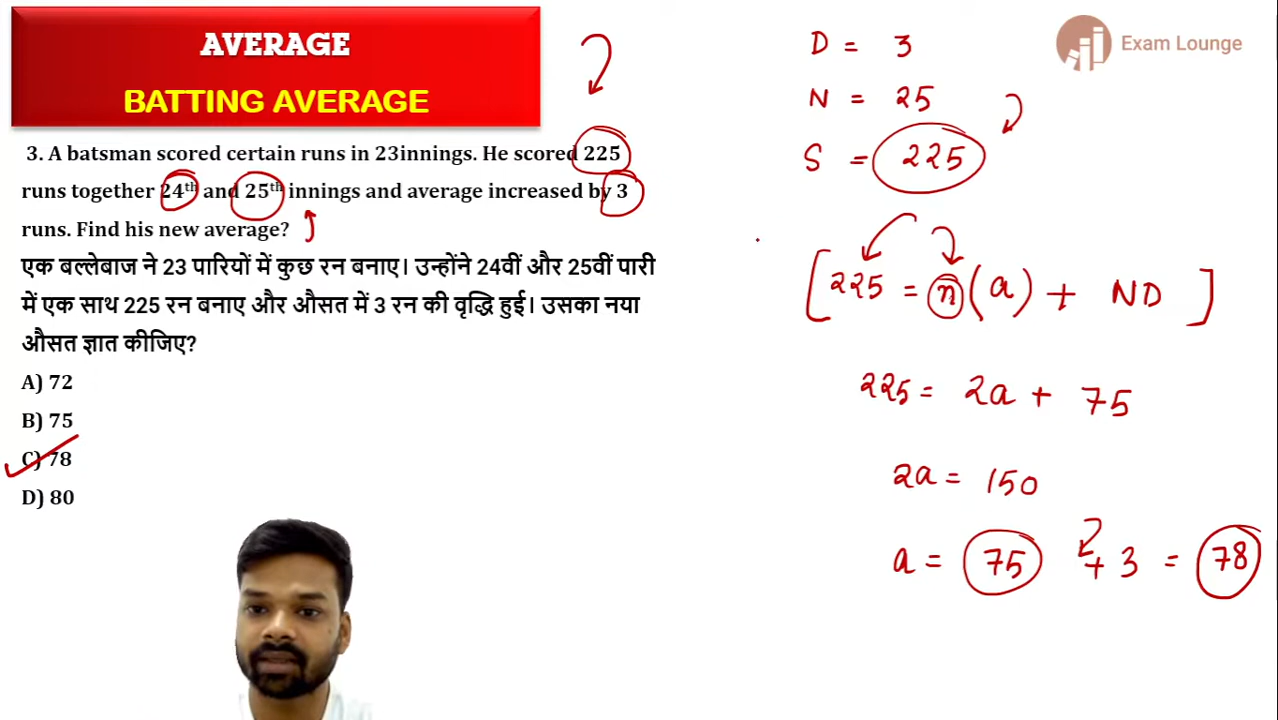 AVERAGE
BATTING AVERAGE
Exam Lounge
3. A batsman scored certain runs in 23innings. He scored 225
runs together 24th and 25th innings and average increased by 3
runs. Find his new average?
एक बल्लेबाज ने 23 पारियों में कुछ रन बनाए। उन्होंने 24वीं और 25वीं पारी
में एक साथ 225 रन बनाए और औसत में 3 रन की वृद्धि हुई। उसका नया
औसत ज्ञात कीजिए?
A) 72
B) 75
C) 78
D) 80
D = 3
N = 25
S = 225
[225 = n(a) + ND]
225 = 2a + 75
2a = 150
a = 75 + 3 = 78